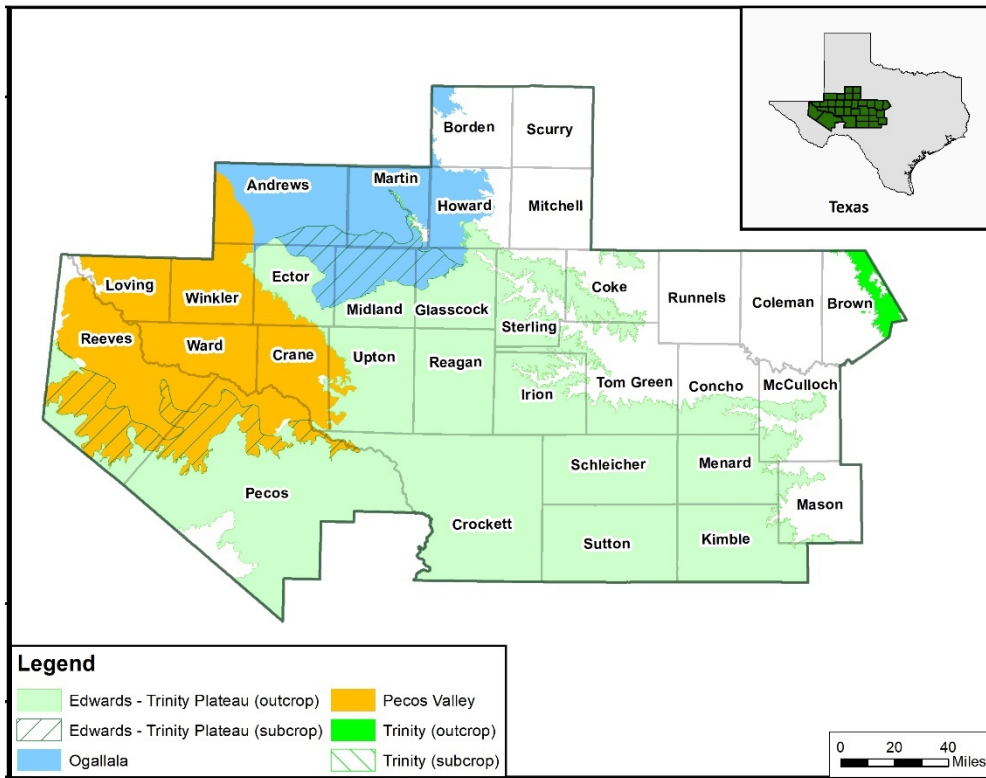 Texas
Borden
Scurry
Andrews
Martin
Howard
Mitchell
Loving
Winkler
Ector
Midland
Glasscock
Sterling
Coke
Runnels
Coleman
Brown
Reeves
Ward
Crane
Upton
Reagan
Irion
Tom Green
Concho
McCulloch
Pecos
Crockett
Schleicher
Menard
Mason
Sutton
Kimble
Legend
Edwards - Trinity Plateau (outcrop)
Edwards - Trinity Plateau (subcrop)
Ogallala
Pecos Valley
Trinity (outcrop)
Trinity (subcrop)
0 20 40
Miles